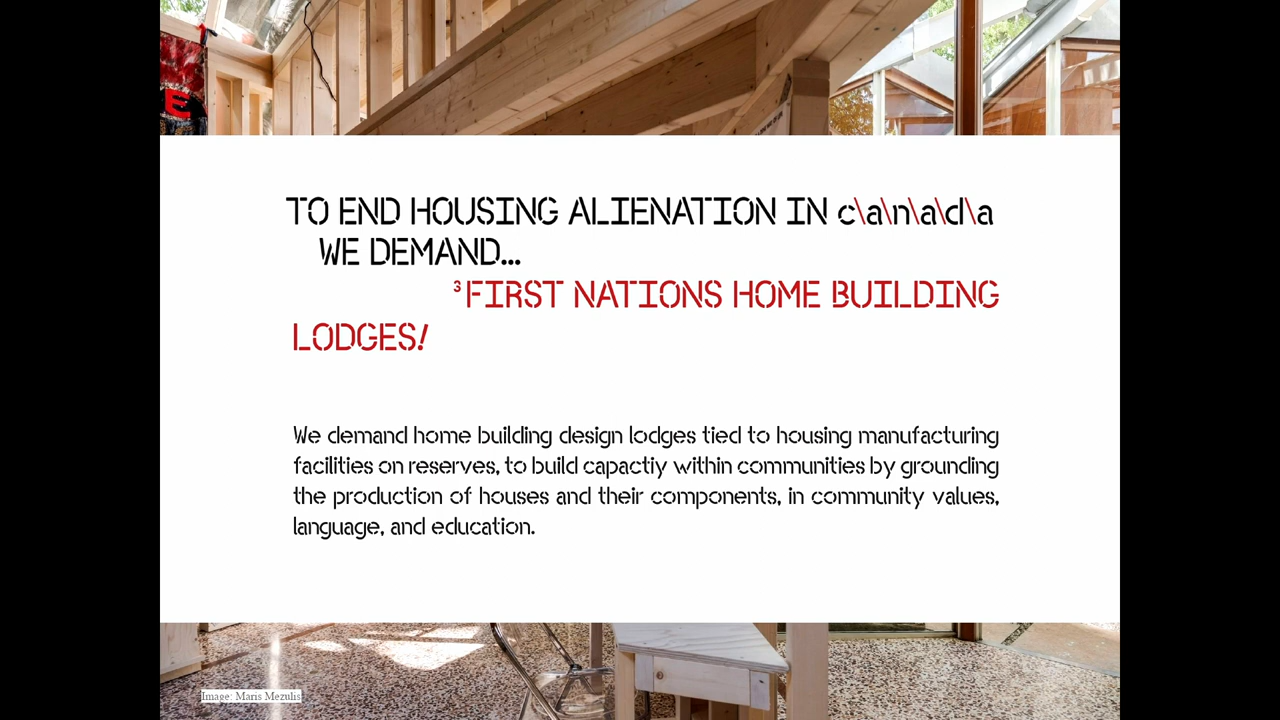 E
TO END HOUSING ALIENATION IN c\a\n\a\d\a
WE DEMAND...
³FIRST NATIONS HOME BUILDING
LODGES!
We demand home building design lodges tied to housing manufacturing
facilities on reserves, to build capactiy within communities by grounding
the production of houses and their components, in community values,
language, and education.
Image: Maris Mezulis